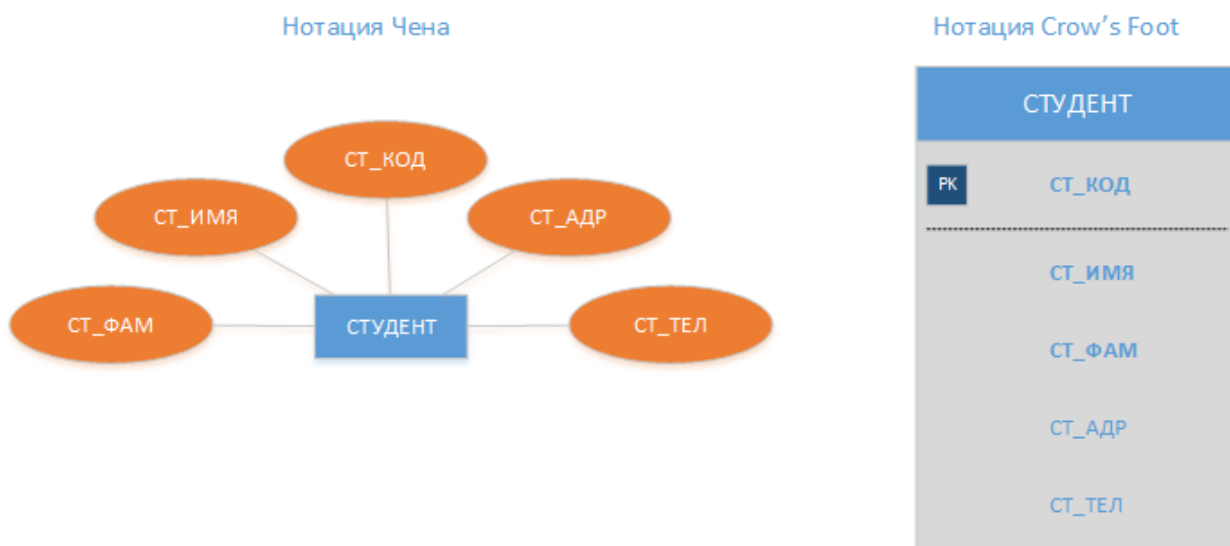 Нотация Чена
СТ_КОД
СТ_ИМЯ
СТ_АДР
СТ_ФАМ
СТУДЕНТ
СТ_ТЕЛ
Нотация Crow's Foot
СТУДЕНТ
PK
СТ_КОД
СТ_ИМЯ
СТ_ФАМ
СТ_АДР
СТ_ТЕЛ